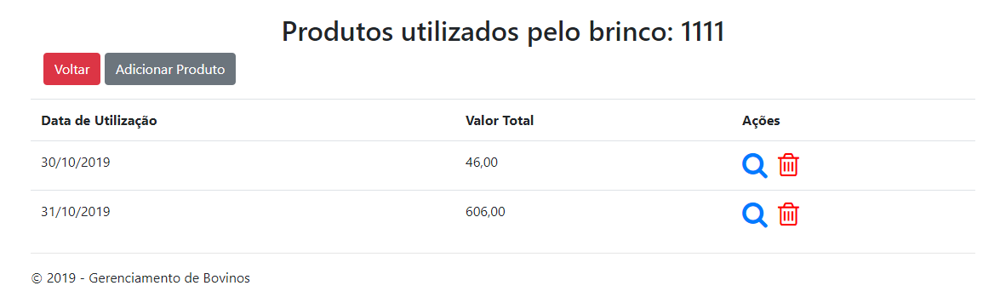 Produtos utilizados pelo brinco: 1111
Voltar Adicionar Produto
Data de Utilização Valor Total Ações
30/10/2019 46,00
31/10/2019 606,00
© 2019 - Gerenciamento de Bovinos